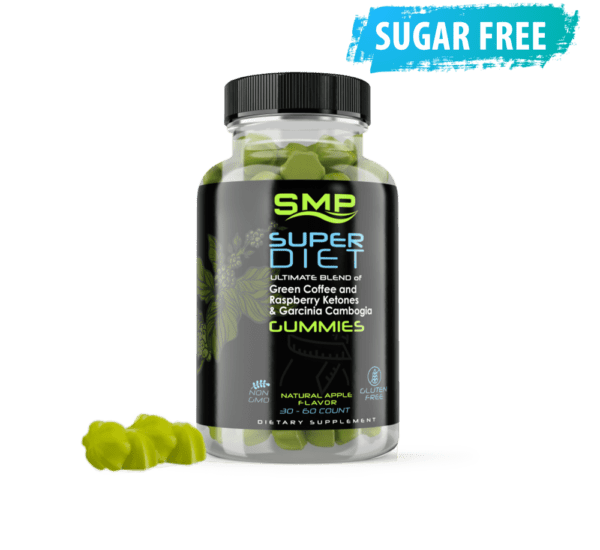 SUGAR FREE
SMP
SUPER
DIET
ULTIMATE BLEND of
Green Coffee and
Raspberry Ketones
& Garcinia Cambogia
GUMMIES
NON
GMO
GLUTEN
FREE
NATURAL APPLE
FLAVOR
30 - 60 COUNT
DIETARY SUPPLEMENT